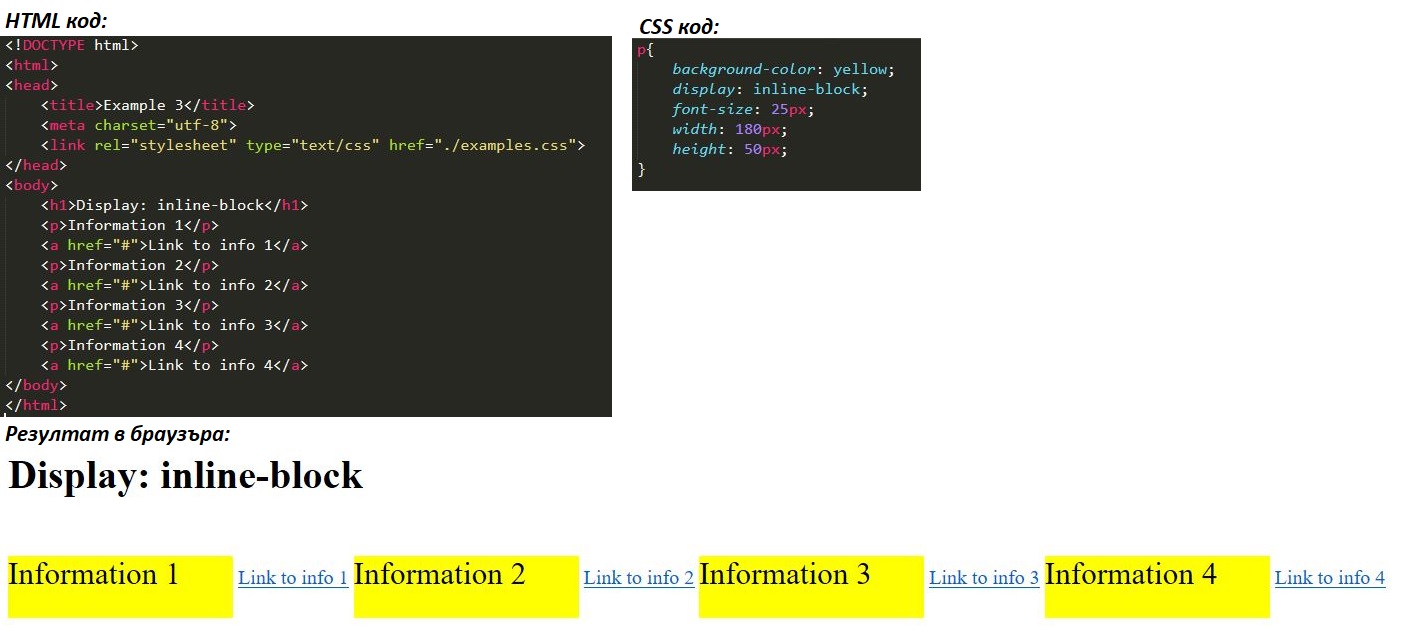 HTML код:
<!DOCTYPE html>
<html>
<head>
    <title>Example 3</title>
    <meta charset="utf-8">
    <link rel="stylesheet" type="text/css" href="./examples.css">
</head>
<body>
    <h1>Display: inline-block</h1>
    <p>Information 1</p>
    <a href="#">Link to info 1</a>
    <p>Information 2</p>
    <a href="#">Link to info 2</a>
    <p>Information 3</p>
    <a href="#">Link to info 3</a>
    <p>Information 4</p>
    <a href="#">Link to info 4</a>
</body>
</html>
CSS код:
p{
    background-color: yellow;
    display: inline-block;
    font-size: 25px;
    width: 180px;
    height: 50px;
}
Резултат в браузъра:
Display: inline-block
Information 1 Link to info 1 Information 2 Link to info 2 Information 3 Link to info 3 Information 4 Link to info 4